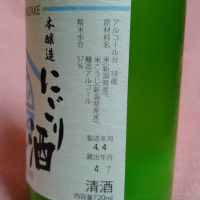 本醸造
にごり
酒
アルコール分 18度
原材料名 米(新潟県産)、
米こうじ(新潟県産米)、
醸造アルコール
精米歩合 57%
製造年月
4.4
蔵出年月
4.7
清酒
内容量720ml